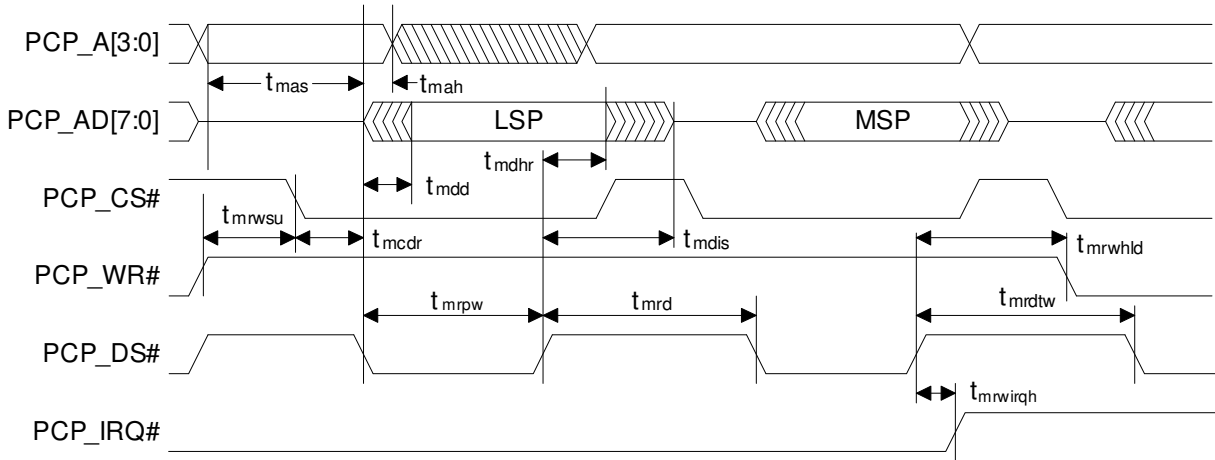 PCP_A[3:0]
tmas
tmah
PCP_AD[7:0]
LSP
MSP
tmdhr
tmdd
PCP_CS#
tmrwsu
tmcdr
tmdis
tmrwhld
PCP_WR#
tmrpw
tmrd
tmrdtw
PCP_DS#
tmrwirqh
PCP_IRQ#